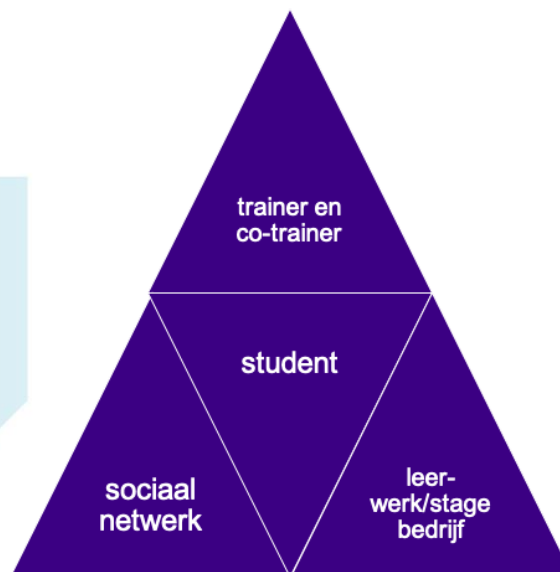 trainer en
co-trainer
student
sociaal
netwerk
leer-
werk/stage
bedrijf